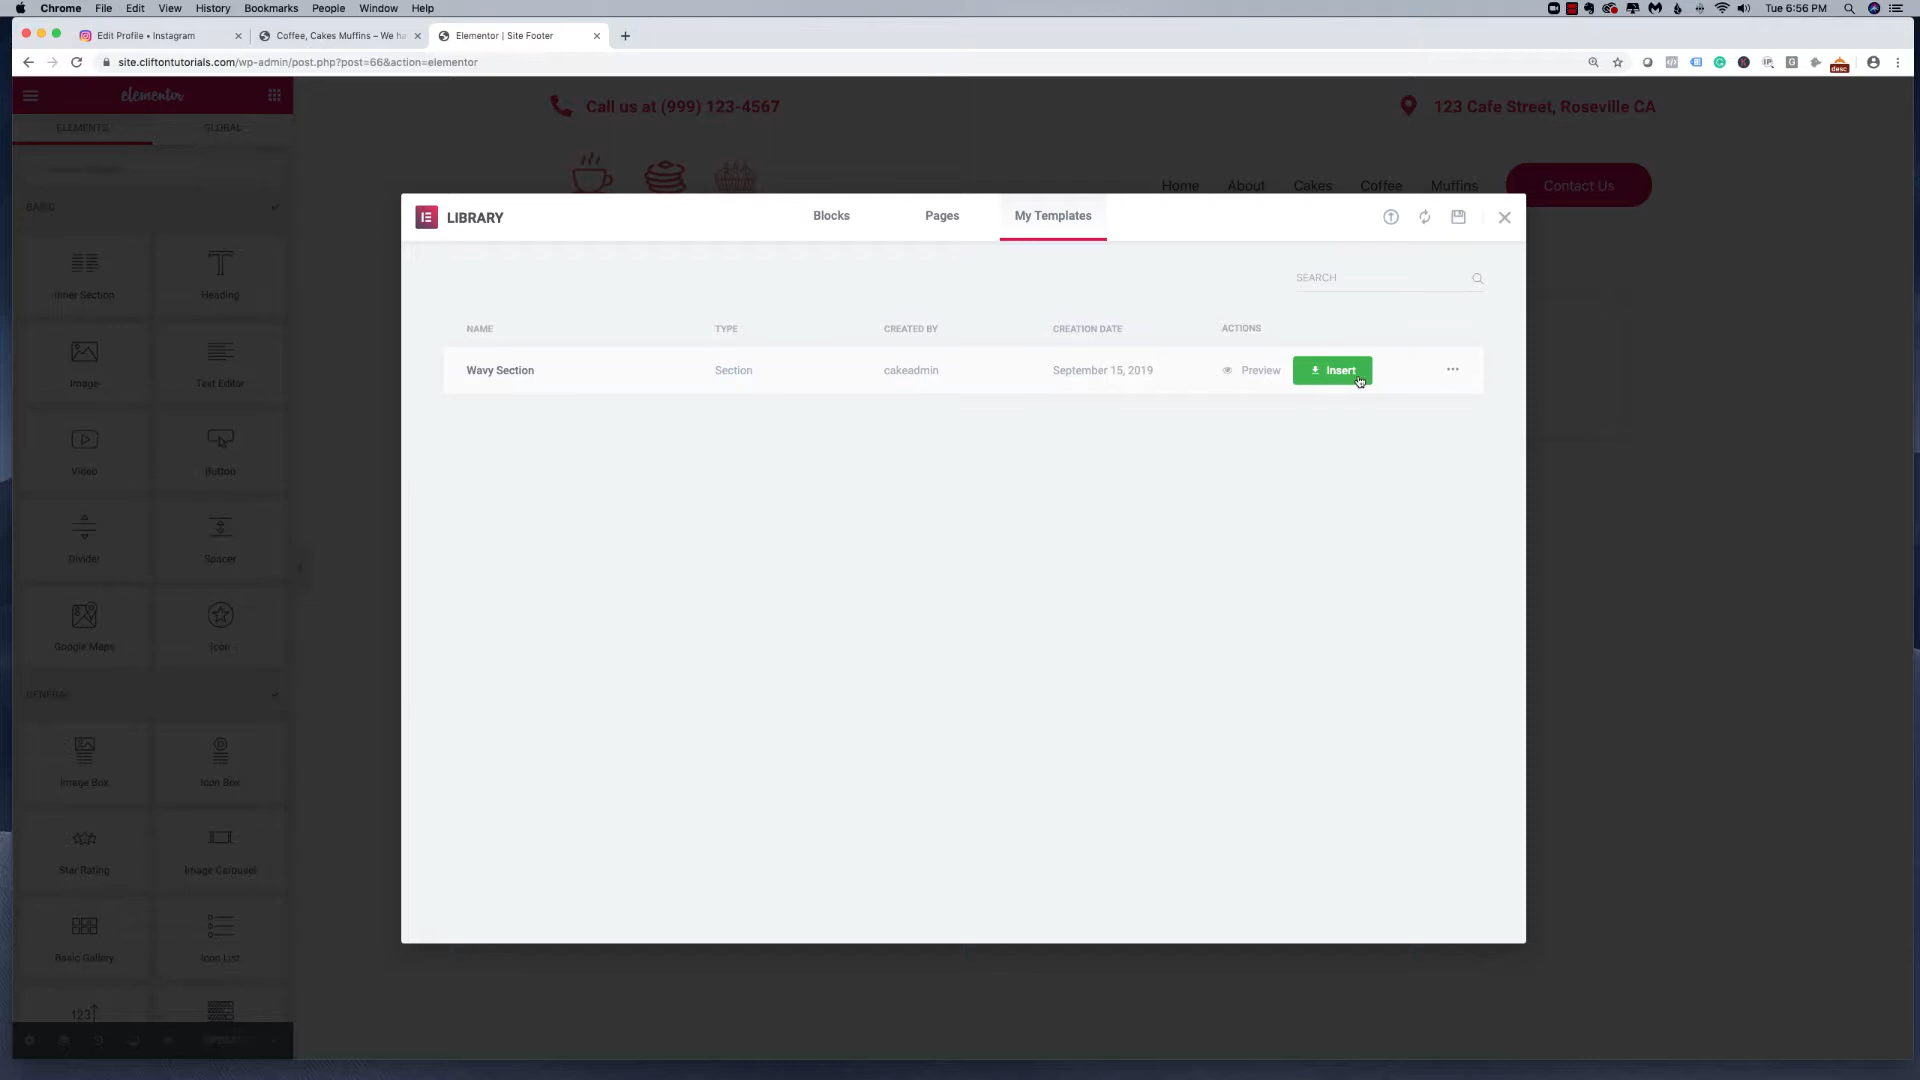 Chrome File Edit View History Bookmarks People Window Help
Tue 6:56 PM
Edit Profile • Instagram
Coffee, Cakes Muffins – We ha
Elementor | Site Footer
site.cliftontutorials.com/wp-admin/post.php?post=66&action=elementor
elementor
ELEMENTS GLOBAL
Call us at (999) 123-4567
123 Cafe Street, Roseville CA
Home About Cakes Coffee Muffins Contact Us
BASIC
Inner Section Heading
Image Text Editor
Video Button
Divider Spacer
Google Maps Icon
GENERAL
Image Box Icon Box
Star Rating Image Carousel
Basic Gallery Icon List
123
LIBRARY
Blocks Pages My Templates
SEARCH
NAME TYPE CREATED BY CREATION DATE ACTIONS
Wavy Section Section cakeadmin September 15, 2019 Preview Insert